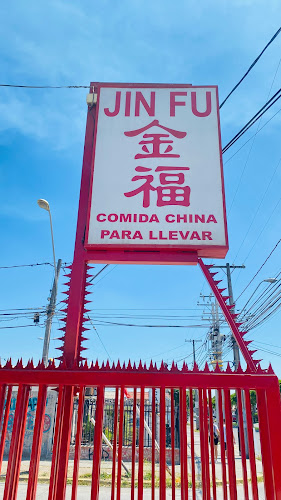 JIN FU
金
福
COMIDA CHINA
PARA LLEVAR